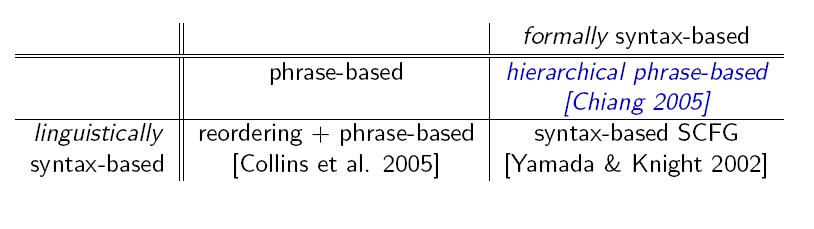 formally syntax-based
phrase-based hierarchical phrase-based
[Chiang 2005]
linguistically reordering + phrase-based syntax-based SCFG
syntax-based [Collins et al. 2005] [Yamada & Knight 2002]